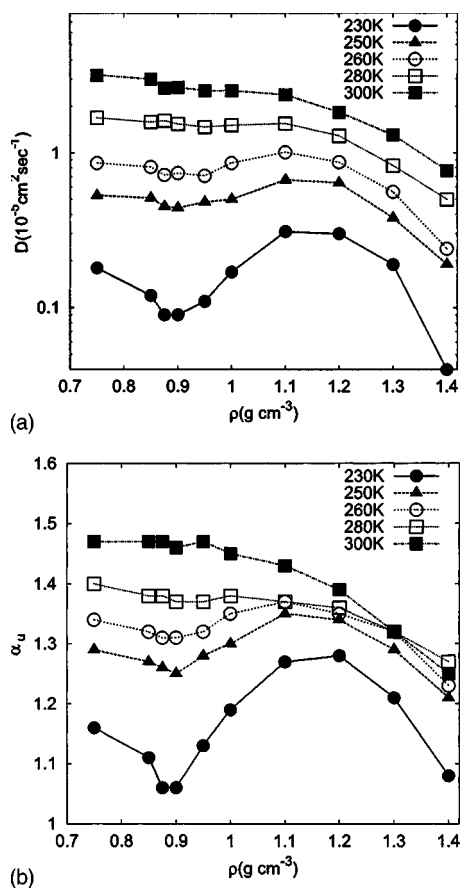 (a)
230K
250K
260K
280K
300K
D(10⁻⁵cm²sec⁻¹)
1
0.1
0.7 0.8 0.9 1 1.1 1.2 1.3 1.4
ρ(g cm⁻³)
(b)
230K
250K
260K
280K
300K
αᵤ
1.6
1.5
1.4
1.3
1.2
1.1
1
0.7 0.8 0.9 1 1.1 1.2 1.3 1.4
ρ(g cm⁻³)